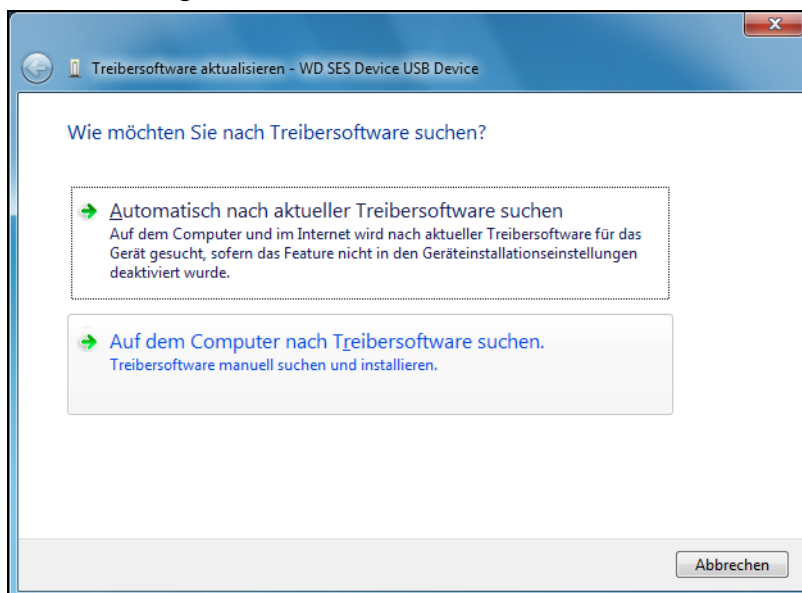 Treibersoftware aktualisieren - WD SES Device USB Device
Wie möchten Sie nach Treibersoftware suchen?
Automatisch nach aktueller Treibersoftware suchen
Auf dem Computer und im Internet wird nach aktueller Treibersoftware für das
Gerät gesucht, sofern das Feature nicht in den Geräteinstallationseinstellungen
deaktiviert wurde.
Auf dem Computer nach Treibersoftware suchen.
Treibersoftware manuell suchen und installieren.
Abbrechen